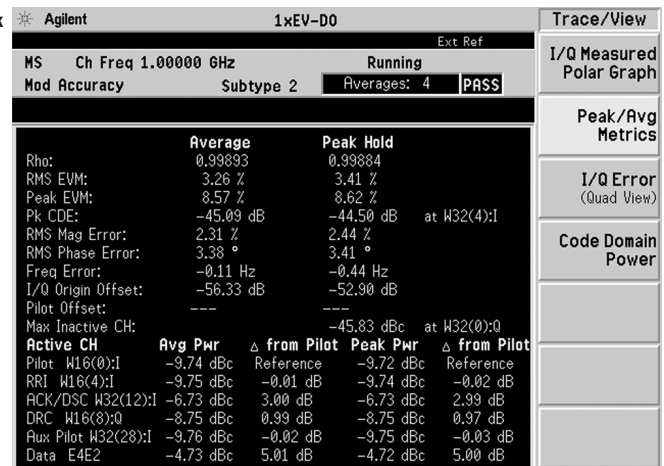 Agilent 1xEV-DO Trace/View
Ext Ref
MS Ch Freq 1.00000 GHz Running
Mod Accuracy Subtype 2 Averages: 4 PASS
I/Q Measured
Polar Graph
Peak/Avg
Metrics
I/Q Error
(Quad View)
Code Domain
Power
Average Peak Hold
Rho: 0.99893 0.99884
RMS EVM: 3.26 % 3.41 %
Peak EVM: 8.57 % 8.62 %
Pk CDE: -45.09 dB -44.50 dB at W32(4):I
RMS Mag Error: 2.31 % 2.44 %
RMS Phase Error: 3.38 ° 3.41 °
Freq Error: -0.11 Hz -0.44 Hz
I/Q Origin Offset: -56.33 dB -52.90 dB
Pilot Offset: --- ---
Max Inactive CH: -45.83 dBc at W32(0):Q
Active CH Avg Pwr △ from Pilot Peak Pwr △ from Pilot
Pilot W16(0):I -9.74 dBc Reference -9.72 dBc Reference
RRI W16(4):I -9.75 dBc -0.01 dB -9.74 dBc -0.02 dB
ACK/DSC W32(12):I -6.73 dBc 3.00 dB -6.73 dBc 2.99 dB
DRC W16(8):Q -8.75 dBc 0.99 dB -8.75 dBc 0.97 dB
Aux Pilot W32(28):I -9.76 dBc -0.02 dB -9.75 dBc -0.03 dB
Data E4E2 -4.73 dBc 5.01 dB -4.72 dBc 5.00 dB